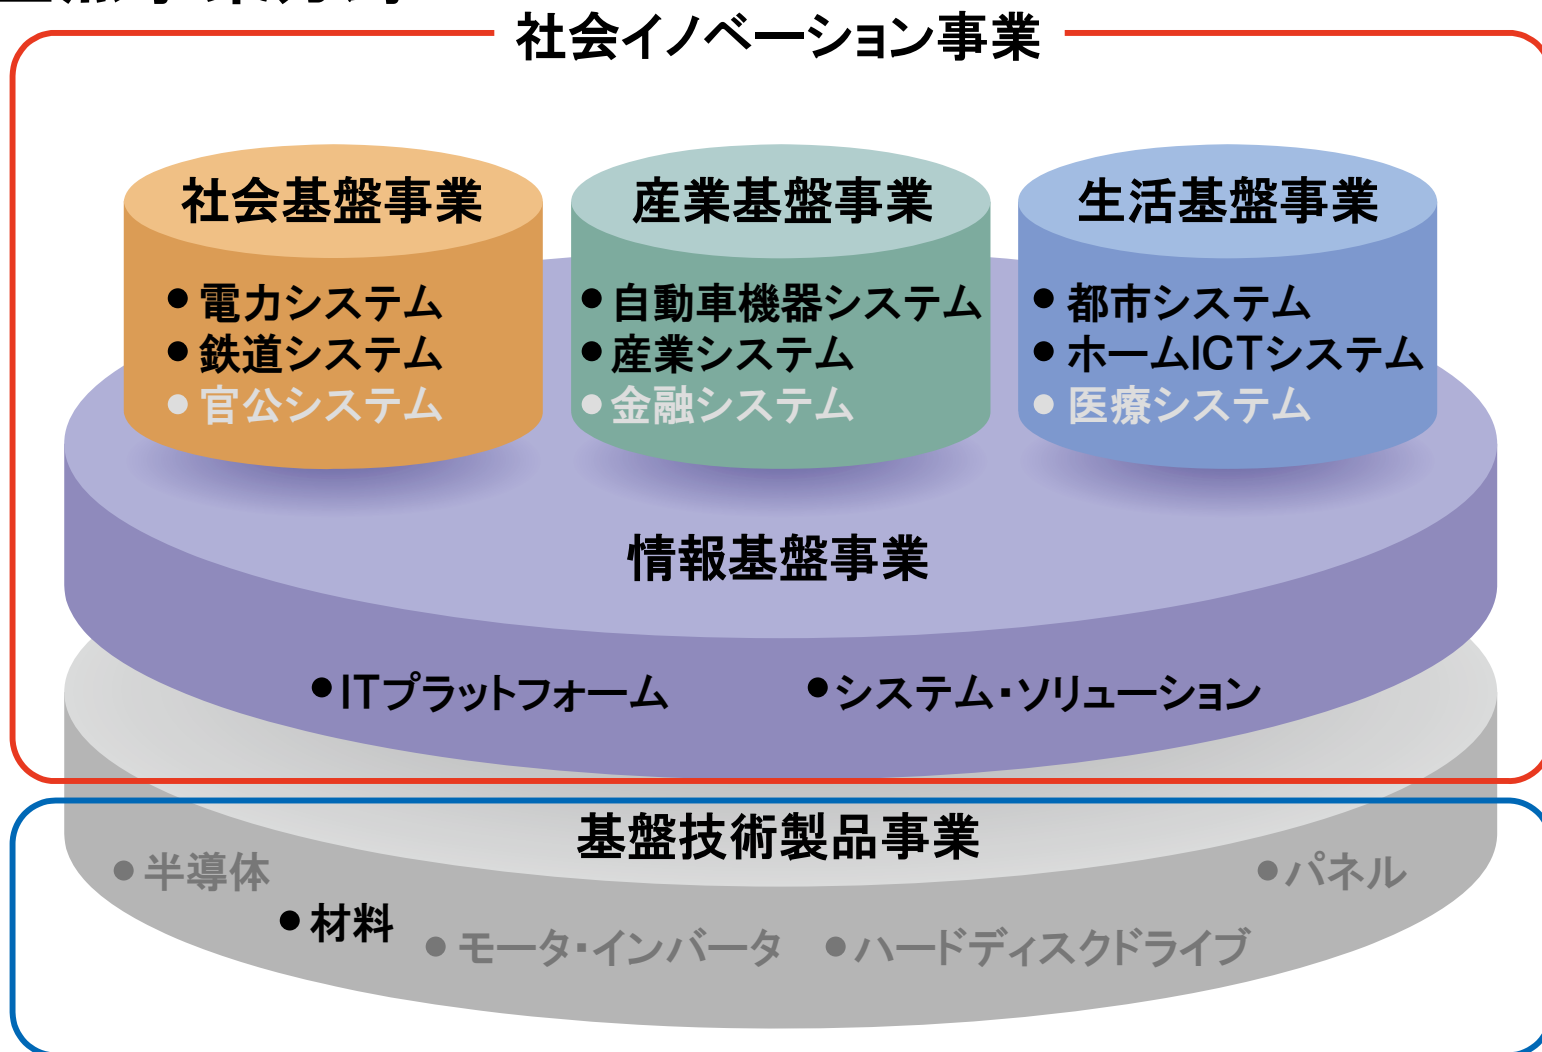 社会イノベーション事業
社会基盤事業
● 電力システム
● 鉄道システム
● 官公システム
産業基盤事業
● 自動車機器システム
● 産業システム
● 金融システム
生活基盤事業
● 都市システム
● ホームICTシステム
● 医療システム
情報基盤事業
●ITプラットフォーム
●システム・ソリューション
基盤技術製品事業
● 半導体
● 材料
● モータ・インバータ
● ハードディスクドライブ
● パネル